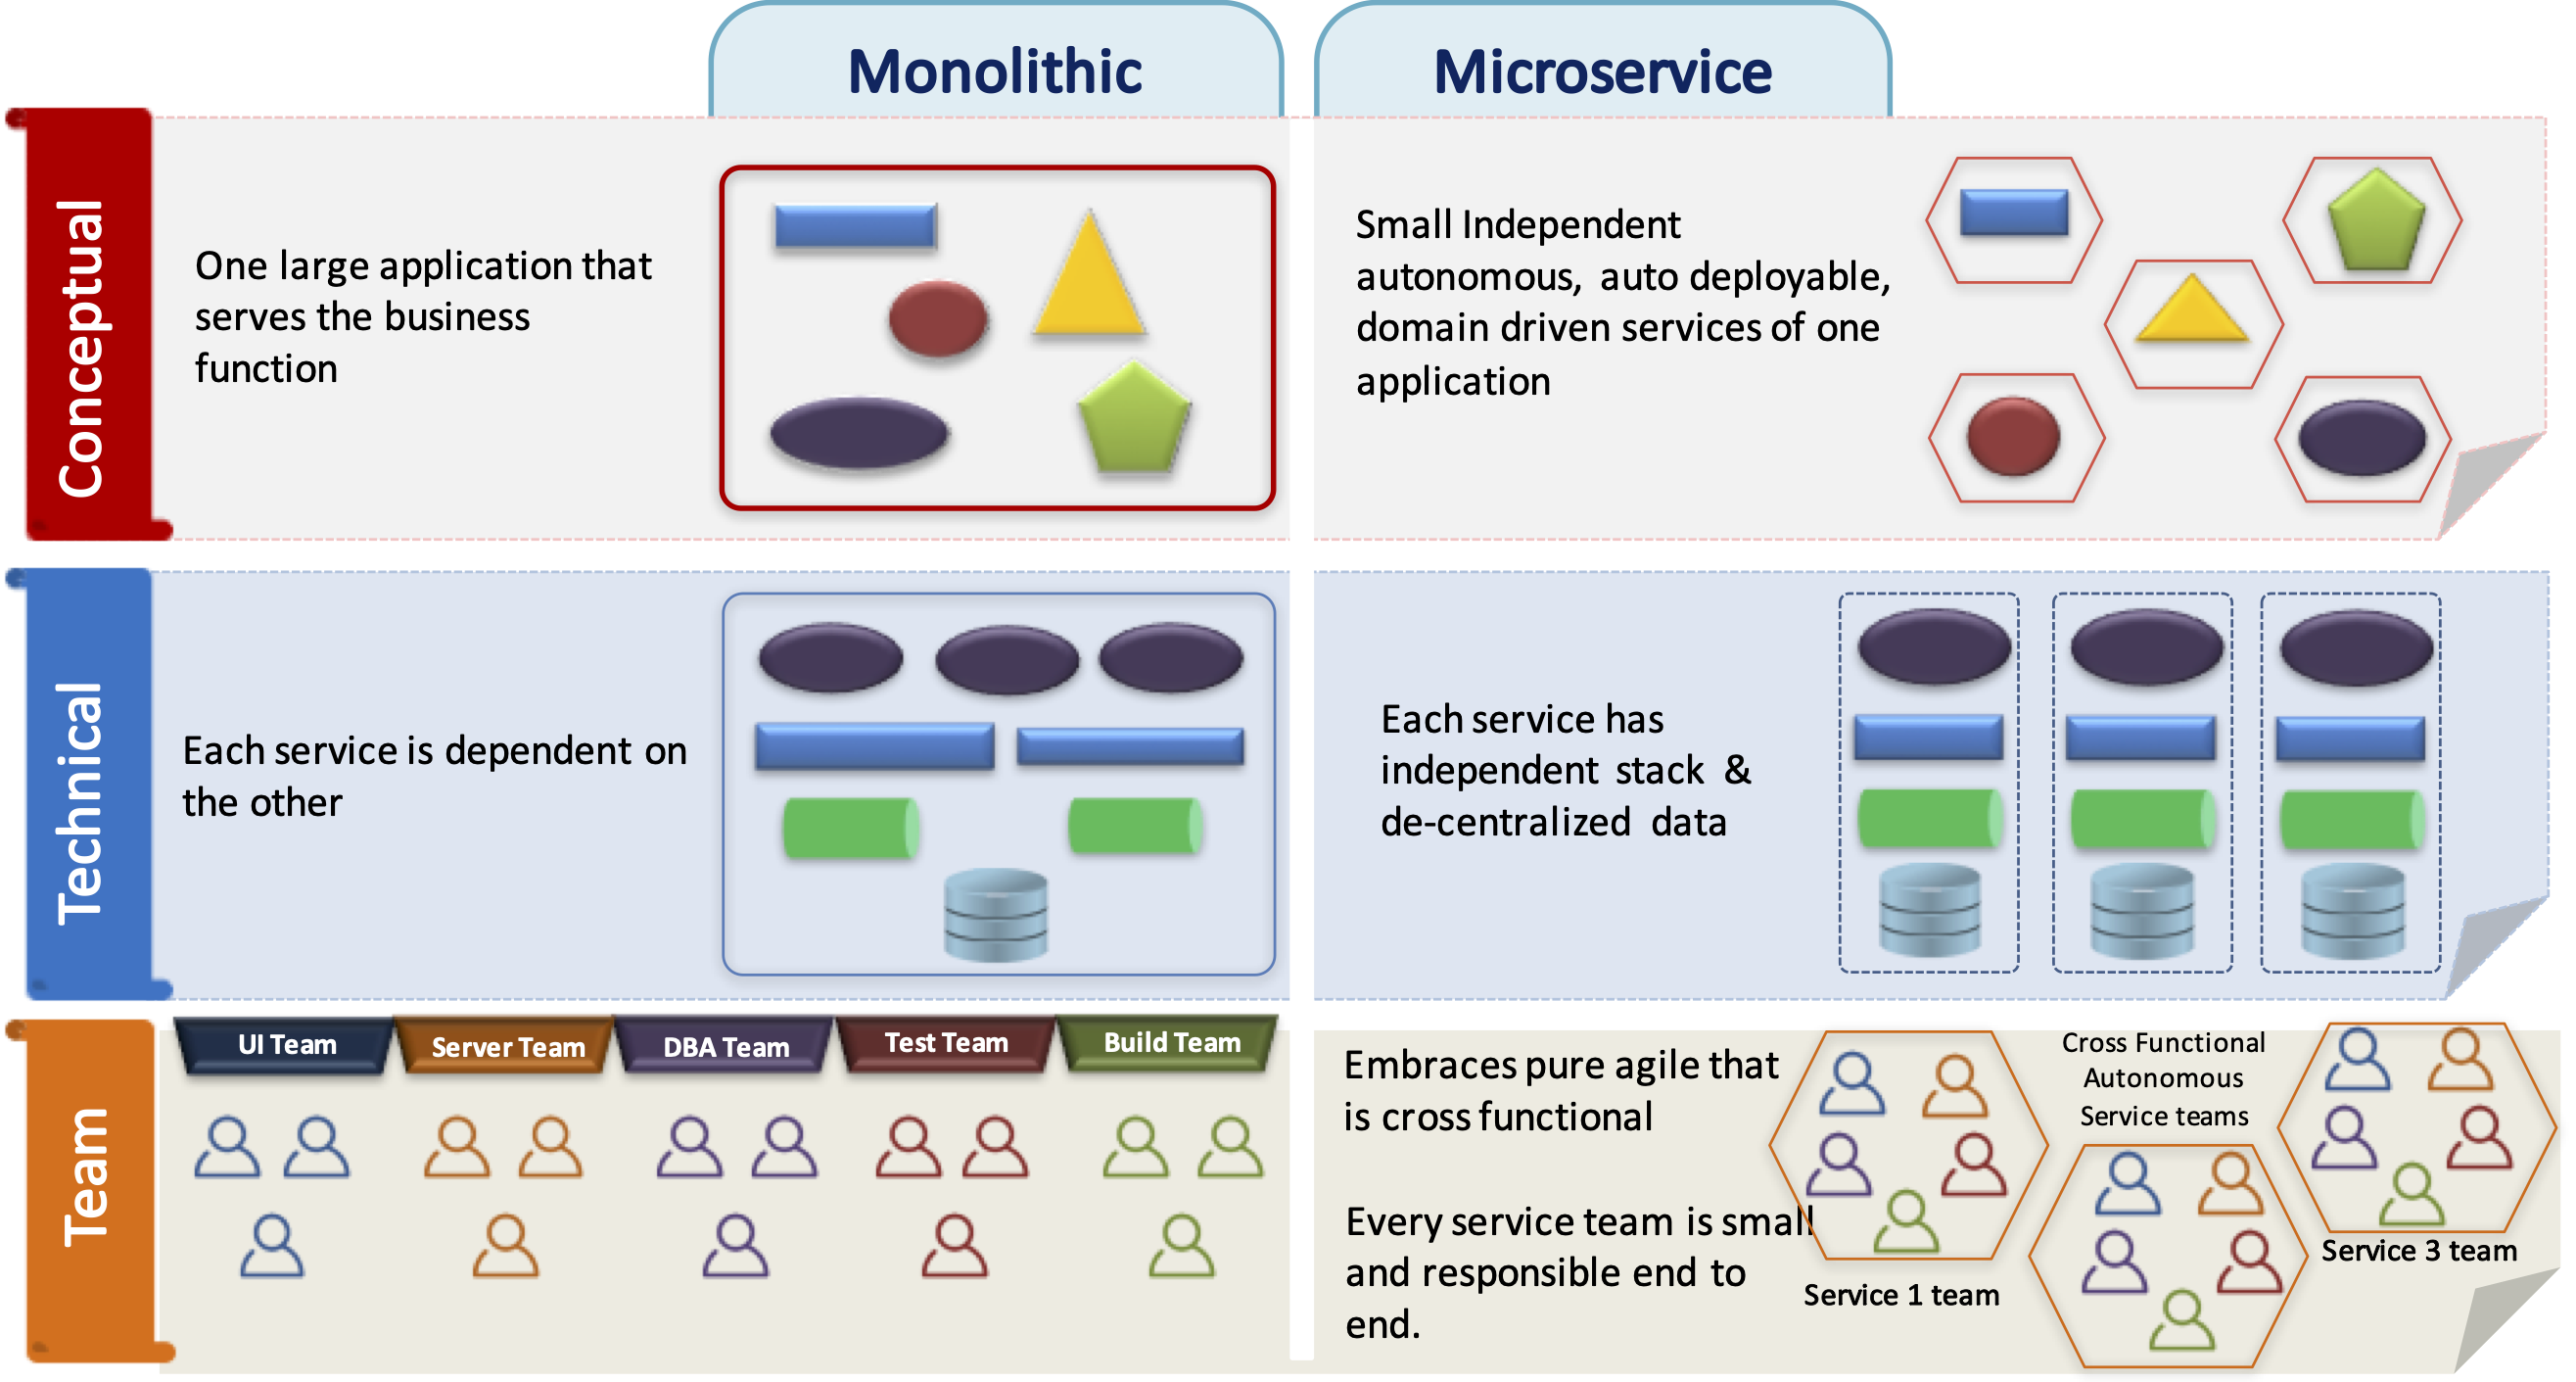 Monolithic
Microservice
Conceptual
One large application that
serves the business
function
Small Independent
autonomous, auto deployable,
domain driven services of one
application
Technical
Each service is dependent on
the other
Each service has
independent stack &
de-centralized data
Team
UI Team
Server Team
DBA Team
Test Team
Build Team
Embraces pure agile that
is cross functional
Every service team is small
and responsible end to
end.
Cross Functional
Autonomous
Service teams
Service 1 team
Service 3 team